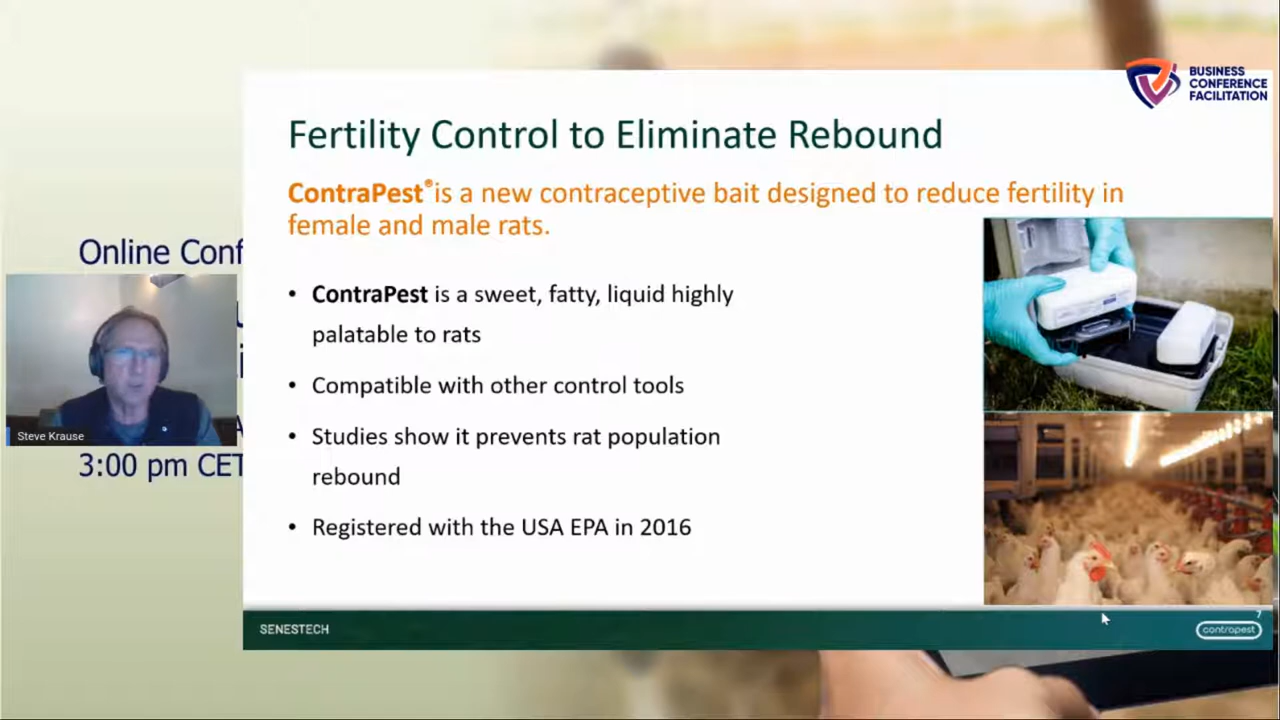 BUSINESS
CONFERENCE
FACILITATION
Fertility Control to Eliminate Rebound
ContraPest® is a new contraceptive bait designed to reduce fertility in
female and male rats.
• ContraPest is a sweet, fatty, liquid highly
palatable to rats
• Compatible with other control tools
• Studies show it prevents rat population
rebound
• Registered with the USA EPA in 2016
Online Conf
Steve Krause
3:00 pm CET
7
SENESTECH
contrapest